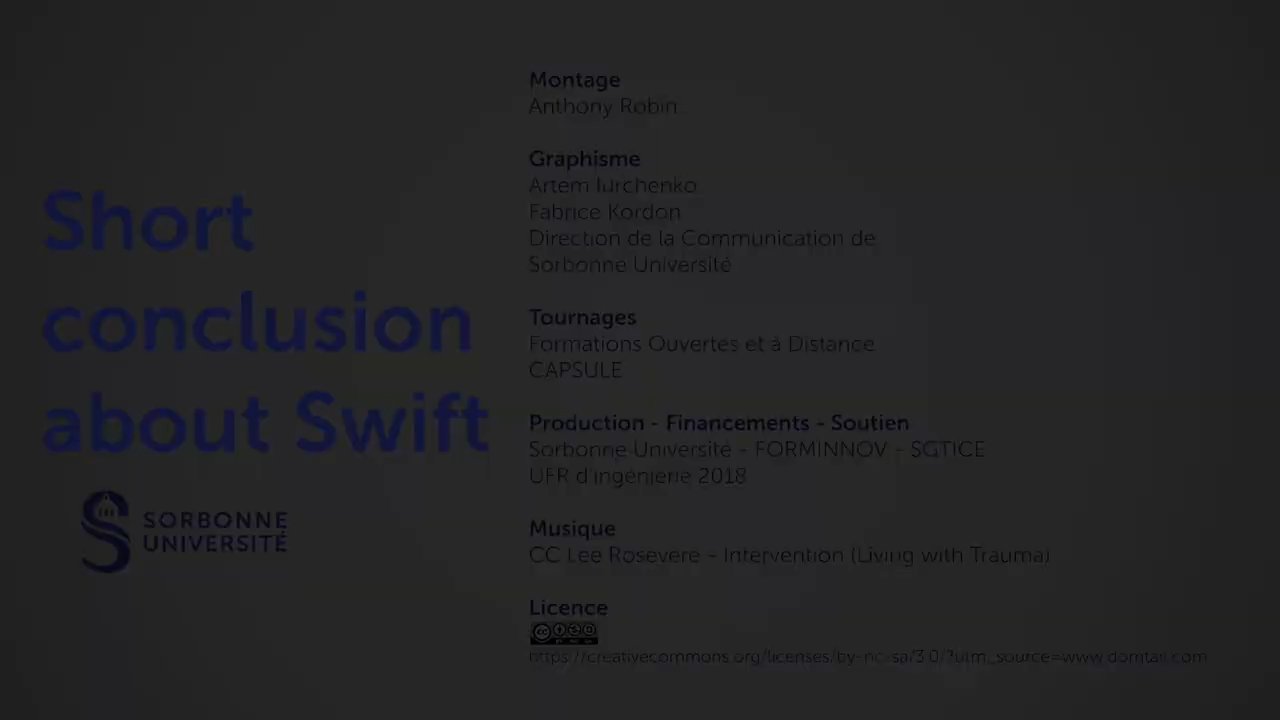 Short
conclusion
about Swift
SORBONNE
UNIVERSITÉ
Montage
Anthony Robin
Graphisme
Artem Iurchenko
Fabrice Kordon
Direction de la Communication de
Sorbonne Université
Tournages
Formations Ouvertes et à Distance
CAPSULE
Production - Financements - Soutien
Sorbonne Université - FORMINNOV - SGTICE
UFR d'ingénierie 2018
Musique
CC Lee Rosevere - Intervention (Living with Trauma)
Licence
https://creativecommons.org/licenses/by-nc-sa/3.0/?utm_source=www.domtail.com